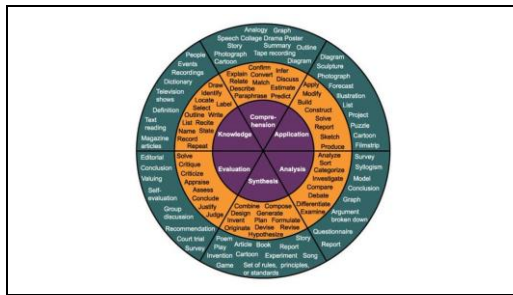 Knowledge
Compre-
hension
Application
Analysis
Synthesis
Evaluation
Draw
Identify
Locate
Select
Label
Outline Write
List Recite
Name State
Record
Repeat
Confirm
Explain Convert Infer
Relate Match Discuss
Describe Estimate
Paraphrase Predict
Apply
Modify
Build
Construct
Solve
Report
Sketch
Produce
Analyze
Sort
Categorize
Investigate
Compare
Debate
Differentiate
Examine
Combine Compose
Design Generate
Invent Plan Formulate
Originate Devise Revise
Hypothesize
Solve
Critique
Criticize
Appraise
Assess
Conclude
Justify
Judge
People
Events
Recordings
Dictionary
Television
shows
Definition
Text
reading
Magazine
articles
Analogy Graph
Speech College Drama Poster
Story Summary Outline
Photograph Tape recording
Cartoon Diagram
Diagram
Sculpture
Photograph
Forecast
Illustration
List
Project
Puzzle
Cartoon
Filmstrip
Survey
Syllogism
Model
Conclusion
Graph
Argument
broken down
Questionnaire
Report
Poem Story
Play Article Book Report
Invention Cartoon Experiment Song
Game Set of rules, principles,
or standards
Editorial
Conclusion
Valuing
Self-
evaluation
Group
discussion
Recommendation
Court trial
Survey